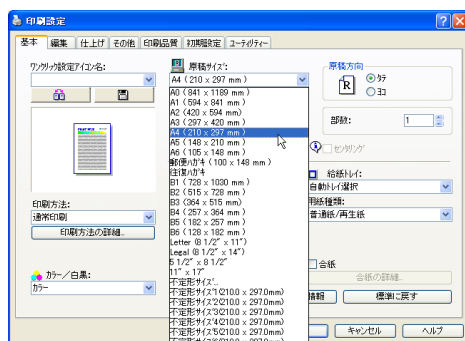 印刷設定
基本 編集 仕上げ その他 印刷品質 初期設定 ユーティリティー
ワンクリック設定アイコン名:
印刷方法:
通常印刷
印刷方法の詳細...
カラー/白黒:
カラー
原稿サイズ:
A4 (210 x 297 mm)
A0 (841 x 1189 mm)
A1 (594 x 841 mm)
A2 (420 x 594 mm)
A3 (297 x 420 mm)
A4 (210 x 297 mm)
A5 (148 x 210 mm)
A6 (105 x 148 mm)
郵便ハガキ (100 x 148 mm)
往復ハガキ
B1 (728 x 1030 mm)
B2 (515 x 728 mm)
B3 (364 x 515 mm)
B4 (257 x 364 mm)
B5 (182 x 257 mm)
B6 (128 x 182 mm)
Letter (8 1/2" x 11")
Legal (8 1/2" x 14")
5 1/2" x 8 1/2"
11" x 17"
不定形サイズ...
不定形サイズ1(210.0 x 297.0mm)
不定形サイズ2(210.0 x 297.0mm)
不定形サイズ3(210.0 x 297.0mm)
不定形サイズ4(210.0 x 297.0mm)
不定形サイズ5(210.0 x 297.0mm)
原稿方向
R
タテ
ヨコ
部数: 1
センタリング
給紙トレイ:
自動トレイ選択
用紙種類:
普通紙/再生紙
合紙
合紙の詳細...
情報 標準に戻す
キャンセル ヘルプ